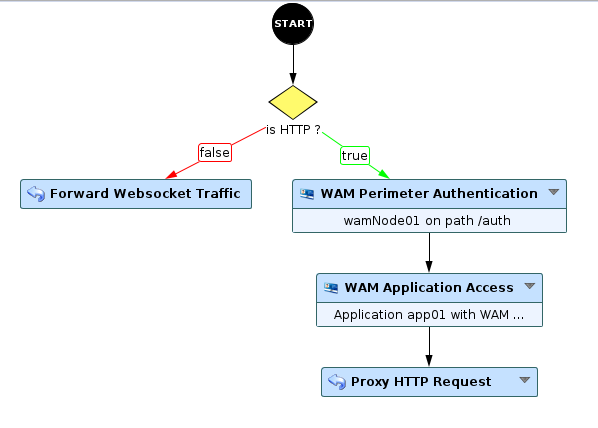 START
is HTTP ?
false
true
Forward Websocket Traffic
WAM Perimeter Authentication
wamNode01 on path /auth
WAM Application Access
Application app01 with WAM ...
Proxy HTTP Request